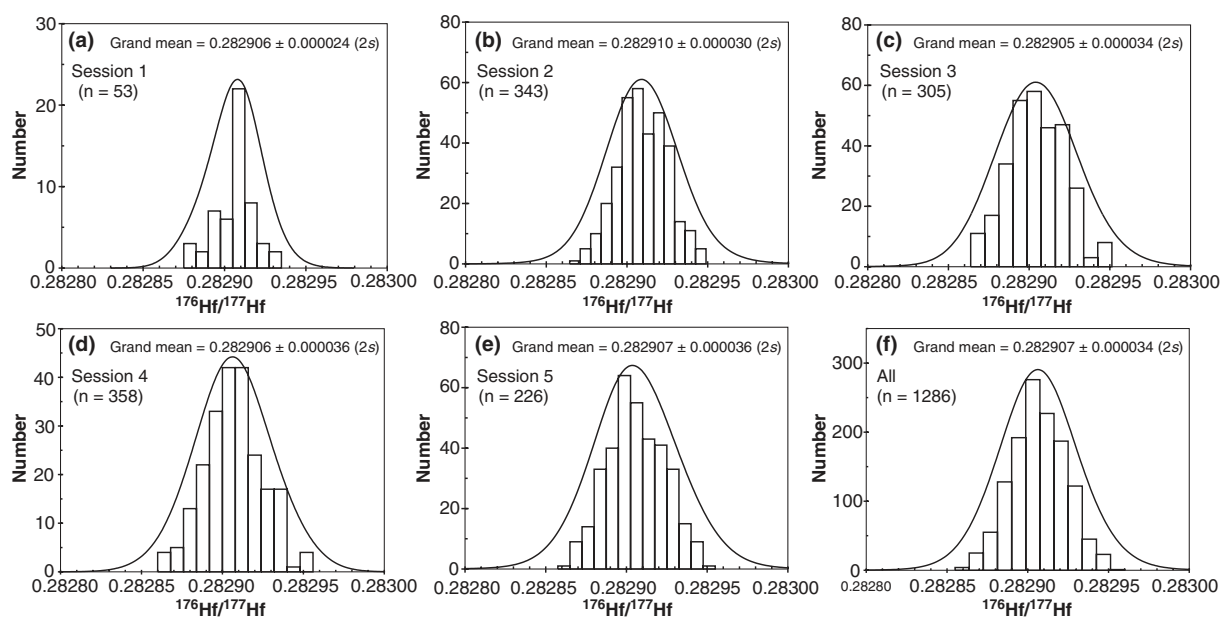 (a) Grand mean = 0.282906 ± 0.000024 (2s)
Session 1
(n = 53)
30
20
10
0
Number
0.28280 0.28285 0.28290 0.28295 0.28300
¹⁷⁶Hf/¹⁷⁷Hf
(b) Grand mean = 0.282910 ± 0.000030 (2s)
Session 2
(n = 343)
80
60
40
20
0
Number
0.28280 0.28285 0.28290 0.28295 0.28300
¹⁷⁶Hf/¹⁷⁷Hf
(c) Grand mean = 0.282905 ± 0.000034 (2s)
Session 3
(n = 305)
80
60
40
20
0
Number
0.28280 0.28285 0.28290 0.28295 0.28300
¹⁷⁶Hf/¹⁷⁷Hf
(d) Grand mean = 0.282906 ± 0.000036 (2s)
Session 4
(n = 358)
50
40
30
20
10
0
Number
0.28280 0.28285 0.28290 0.28295 0.28300
¹⁷⁶Hf/¹⁷⁷Hf
(e) Grand mean = 0.282907 ± 0.000036 (2s)
Session 5
(n = 226)
80
60
40
20
0
Number
0.28280 0.28285 0.28290 0.28295 0.28300
¹⁷⁶Hf/¹⁷⁷Hf
(f) Grand mean = 0.282907 ± 0.000034 (2s)
All
(n = 1286)
300
200
100
0
Number
0.28280 0.28285 0.28290 0.28295 0.28300
¹⁷⁶Hf/¹⁷⁷Hf